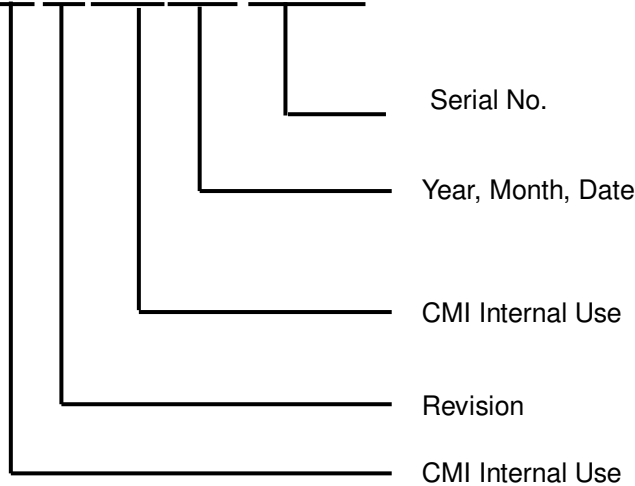 Serial No.
Year, Month, Date
CMI Internal Use
Revision
CMI Internal Use